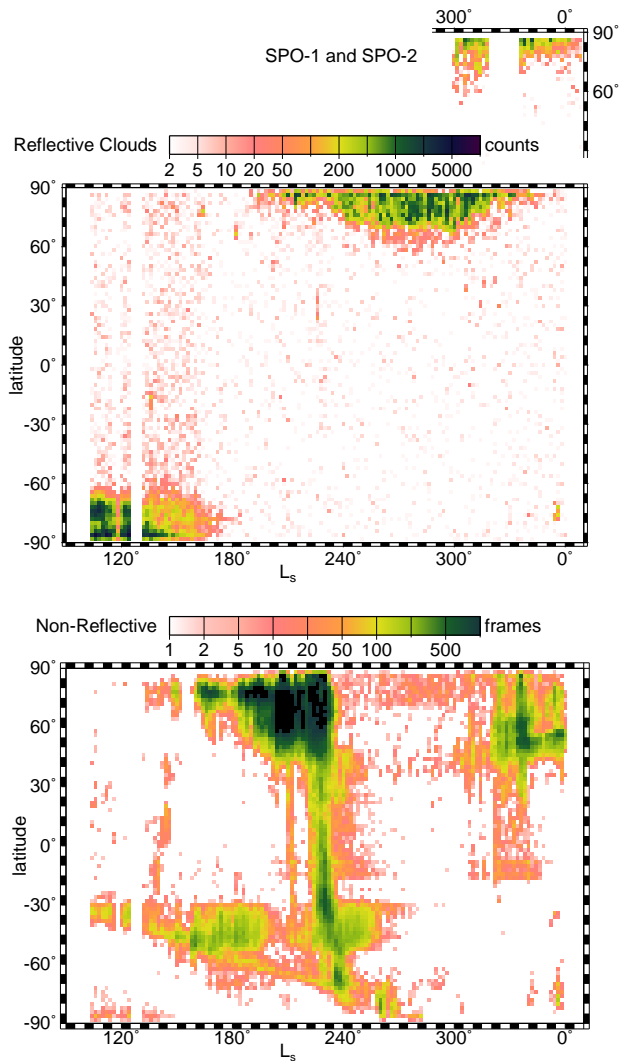 300˚ 0˚
90˚
SPO-1 and SPO-2
60˚
Reflective Clouds counts
2 5 10 20 50 200 1000 5000
90˚
60˚
30˚
0˚
-30˚
-60˚
-90˚
latitude
120˚ 180˚ 240˚ 300˚ 0˚
Ls
Non-Reflective frames
1 2 5 10 20 50 100 500
90˚
60˚
30˚
0˚
-30˚
-60˚
-90˚
latitude
120˚ 180˚ 240˚ 300˚ 0˚
Ls